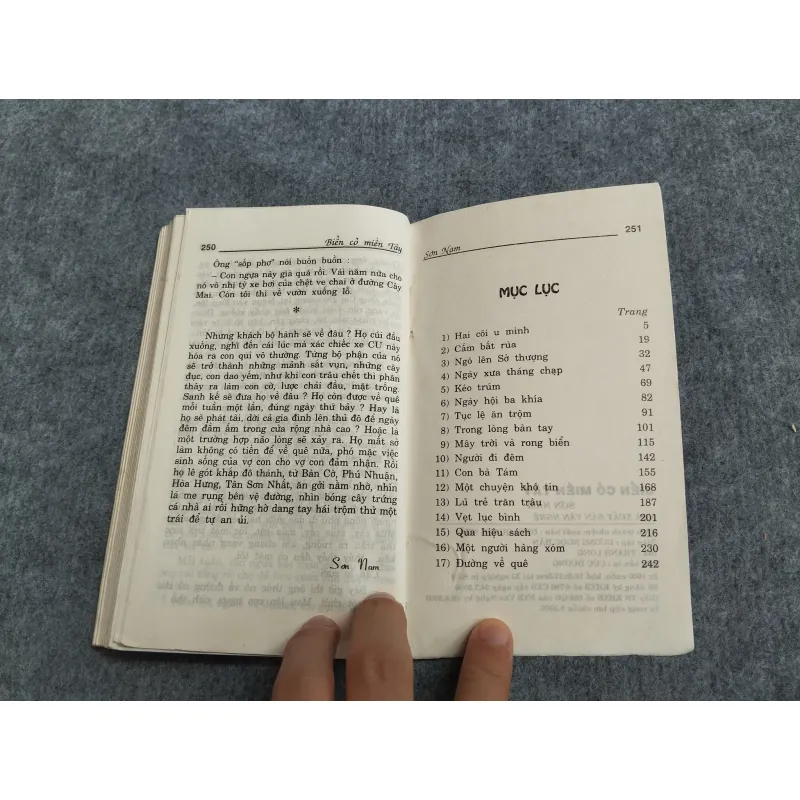 250 Biển cỏ miền Tây
Ông “sốp phơ” nói buồn buồn :
– Con ngựa này già quá rồi. Vài năm nữa cho
nó vô nhị tỳ xe hơi của chệt ve chai ở đường Cây
Mai. Còn tôi thì về vườn xuống lỗ.
*
Những khách bộ hành sẽ về đâu ? Họ cúi đầu
xuống, nghĩ đến cái lúc mà xác chiếc xe CƯ này
hóa ra con qui vô thường. Từng bộ phận của nó
sẽ trở thành những mảnh sắt vụn, những cây
đục, con dao yếm, như khi con trâu chết thì phân
thây ra làm con cờ, lược chải đầu, mặt trống.
Sanh kế sẽ đưa họ về đâu ? Họ còn được về quê
mỗi tuần một lần, đúng ngày thứ bảy ? Hay là
họ sẽ phát tài, dời cả gia đình lên thủ đô để ngày
đêm đầm ấm trong cửa rộng nhà cao ? Hoặc là
một trường hợp não lòng sẽ xảy ra. Họ mất sở
làm không có tiền để về quê nữa, phó mặc việc
sinh sống của vợ con cho vợ con đảm nhận. Rồi
họ lê gót khắp đô thành, từ Bàn Cờ, Phú Nhuận,
Hòa Hưng, Tân Sơn Nhất, ăn gởi nằm nhờ, nhìn
lá me rụng bên vệ đường, nhìn bóng cây trứng
cá nhà ai rồi hững hờ dang tay hái trộm thử một
trái để tự an ủi.
Sơn Nam
Sơn Nam 251
MỤC LỤC
Trang
1) Hai cõi u minh 5
2) Cấm bắt rùa 19
3) Ngó lên Sở thượng 32
4) Ngày xưa tháng chạp 47
5) Kéo trúm 69
6) Ngày hội ba khía 82
7) Tục lệ ăn trộm 91
8) Trong lòng bàn tay 101
9) Mây trời và rong biển 115
10) Người đi đêm 142
11) Con bà Tám 155
12) Một chuyện khó tin 168
13) Lũ trẻ trăn trâu 187
14) Vẹt lục bình 201
15) Qua hiệu sách 216
16) Một người hàng xóm 230
17) Đường về quê 242